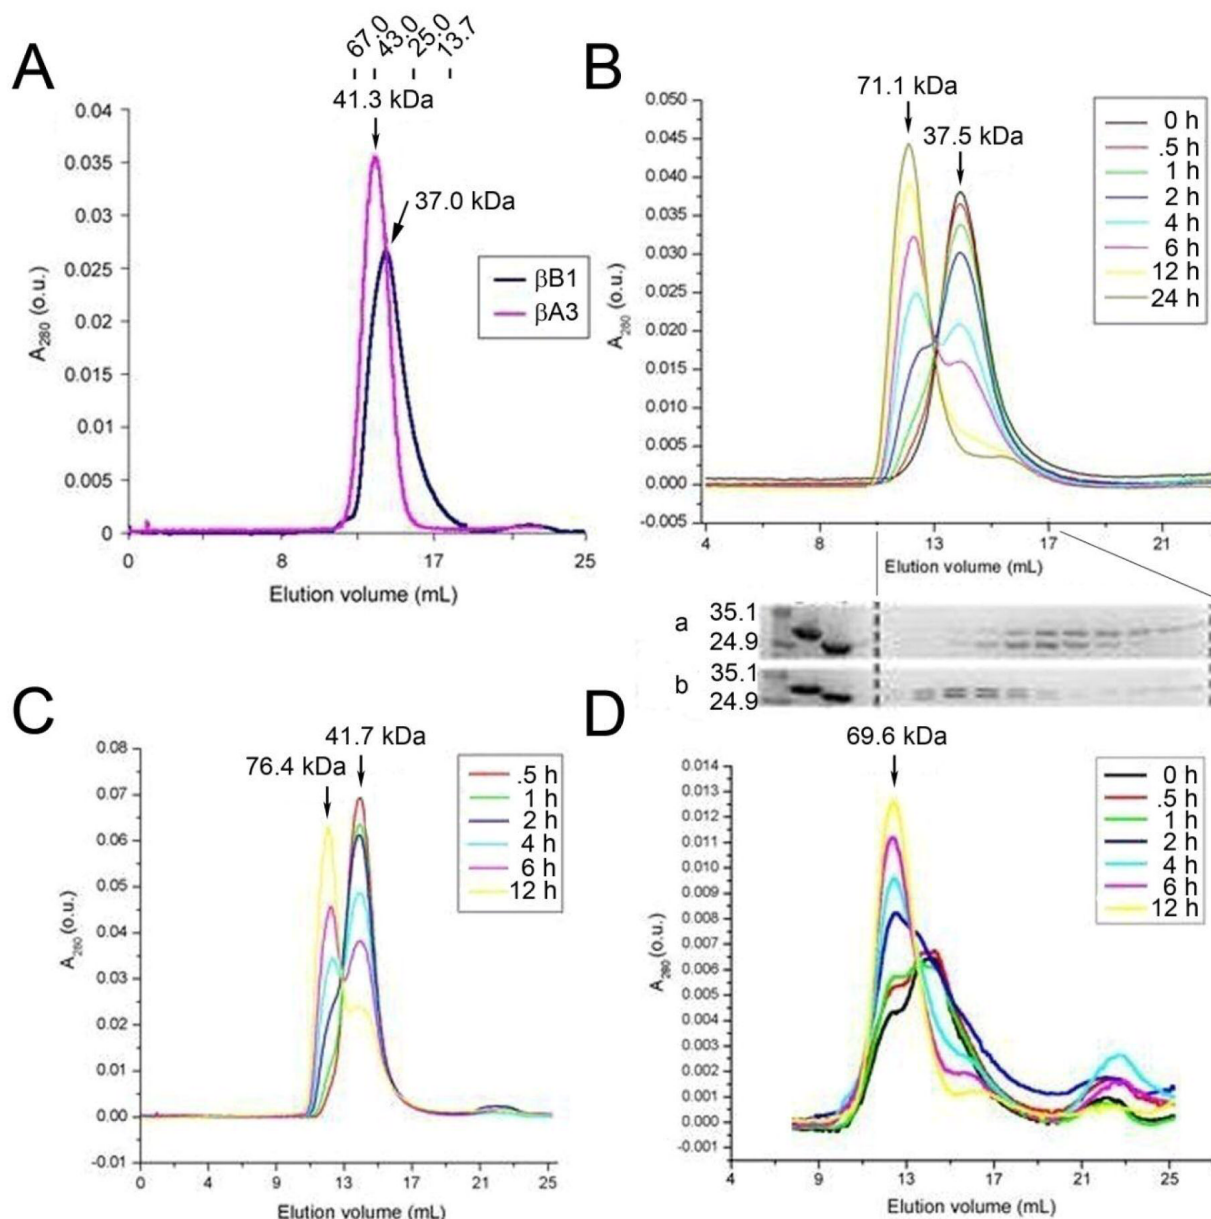 A
67.0
43.0
25.0
13.7
41.3 kDa
37.0 kDa
0.04
0.035
0.03
0.025
0.02
0.015
0.01
0.005
0
A280 (o.u.)
βB1
βA3
0 8 17 25
Elution volume (mL)
B
71.1 kDa
37.5 kDa
0.050
0.045
0.040
0.035
0.030
0.025
0.020
0.015
0.010
0.005
0.000
-0.005
A280 (o.u.)
0 h
.5 h
1 h
2 h
4 h
6 h
12 h
24 h
4 8 13 17 21
Elution volume (mL)
a
35.1
24.9
b
35.1
24.9
C
76.4 kDa
41.7 kDa
0.08
0.07
0.06
0.05
0.04
0.03
0.02
0.01
0.00
-0.01
A280 (o.u.)
.5 h
1 h
2 h
4 h
6 h
12 h
0 4 9 13 17 21 25
Elution volume (mL)
D
69.6 kDa
0.014
0.013
0.012
0.011
0.010
0.009
0.008
0.007
0.006
0.005
0.004
0.003
0.002
0.001
0.000
-0.001
A280 (o.u.)
0 h
.5 h
1 h
2 h
4 h
6 h
12 h
4 9 13 17 21 25
Elution volume (mL)